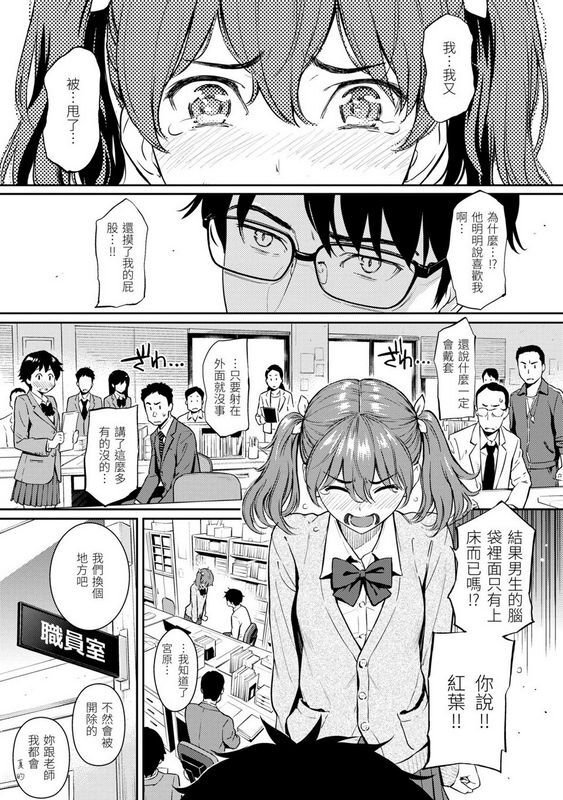 我…我又
被…甩了…
為什麼…!?
他明明說喜歡我
啊…
還摸了我的屁
股…!!
還說什麼一定
會戴套
…只要射在
外面就沒事
講了這麼多
有的沒的…
ざわ…
ざわ…
結果男生的腦
袋裡面只有上
床而已嗎!?
你說!!
紅葉!!
…我知道了
宮原…
我們換個
地方吧
職員室
不然會被
開除的
妳跟老師
我都會
真的